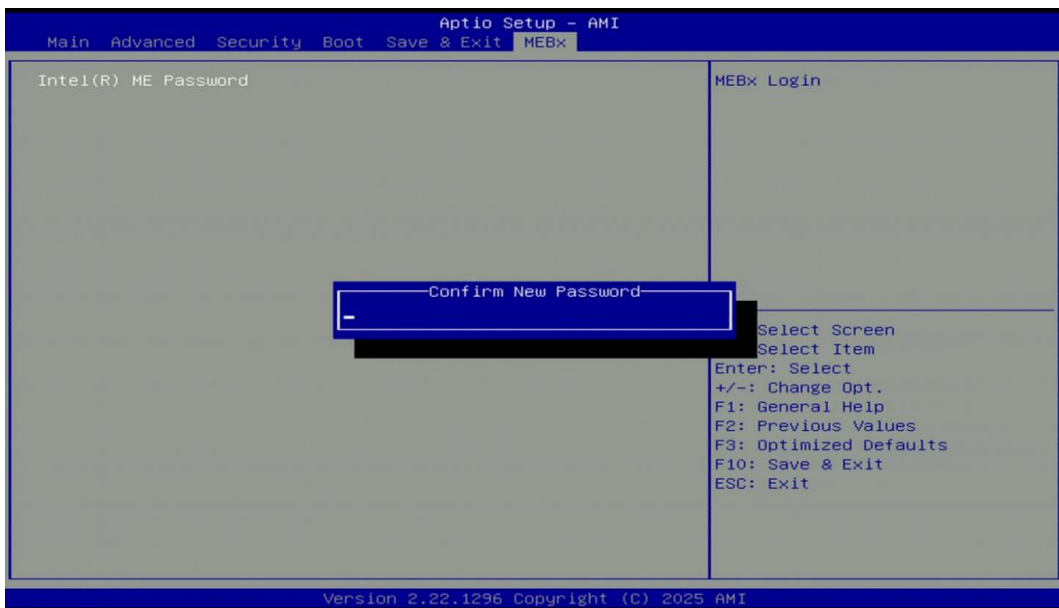 Aptio Setup – AMI
Main Advanced Security Boot Save & Exit MEBx
Intel(R) ME Password
MEBx Login
Confirm New Password
Select Screen
Select Item
Enter: Select
+/-: Change Opt.
F1: General Help
F2: Previous Values
F3: Optimized Defaults
F10: Save & Exit
ESC: Exit
Version 2.22.1296 Copyright (C) 2025 AMI